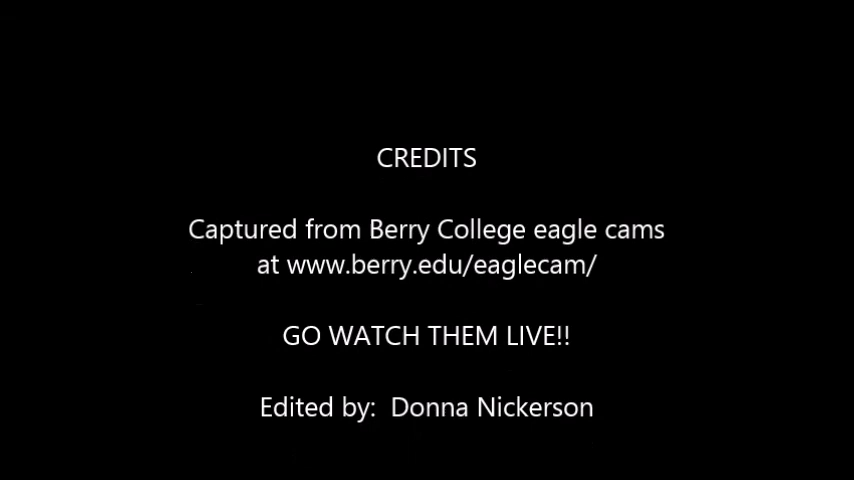 CREDITS
Captured from Berry College eagle cams
at www.berry.edu/eaglecam/
GO WATCH THEM LIVE!!
Edited by:  Donna Nickerson